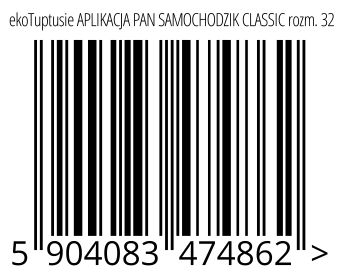 ekoTuptusie APLIKACJA PAN SAMOCHODZIK CLASSIC rozm. 32
5 904083 474862 >